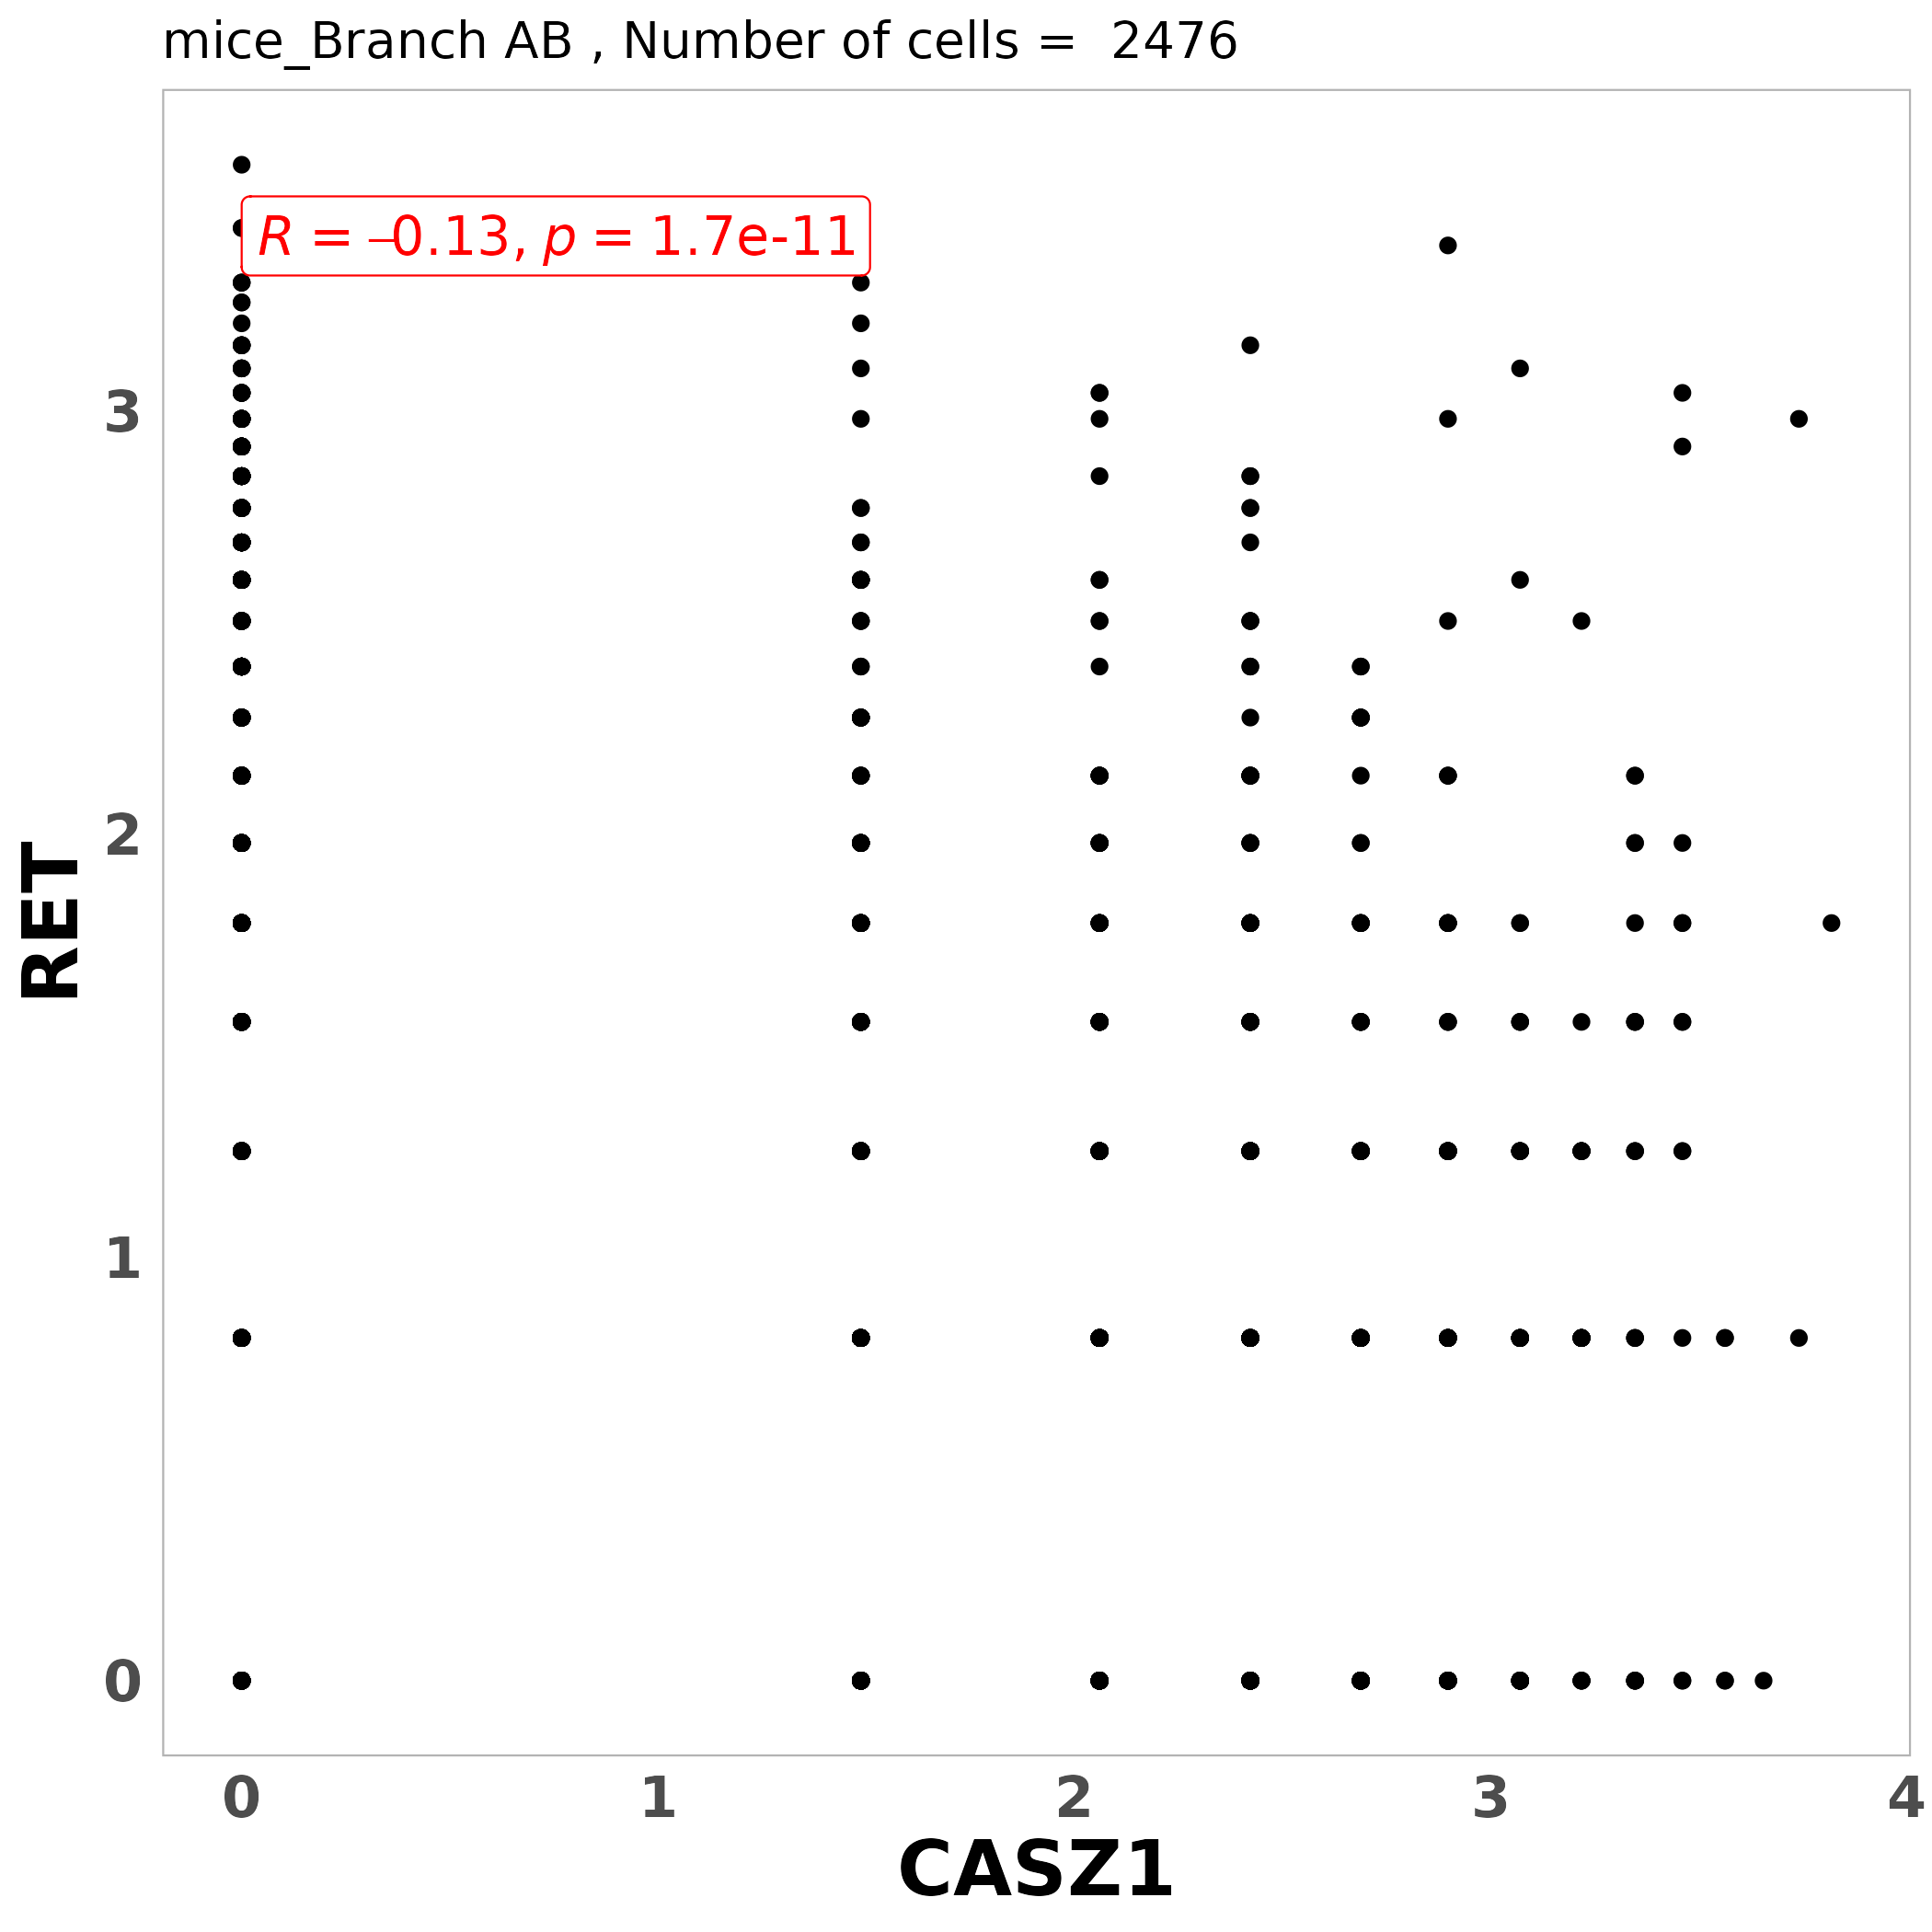 mice_Branch AB , Number of cells =  2476
R = –0.13, p = 1.7e-11
3
2
1
0
RET
0 1 2 3 4
CASZ1